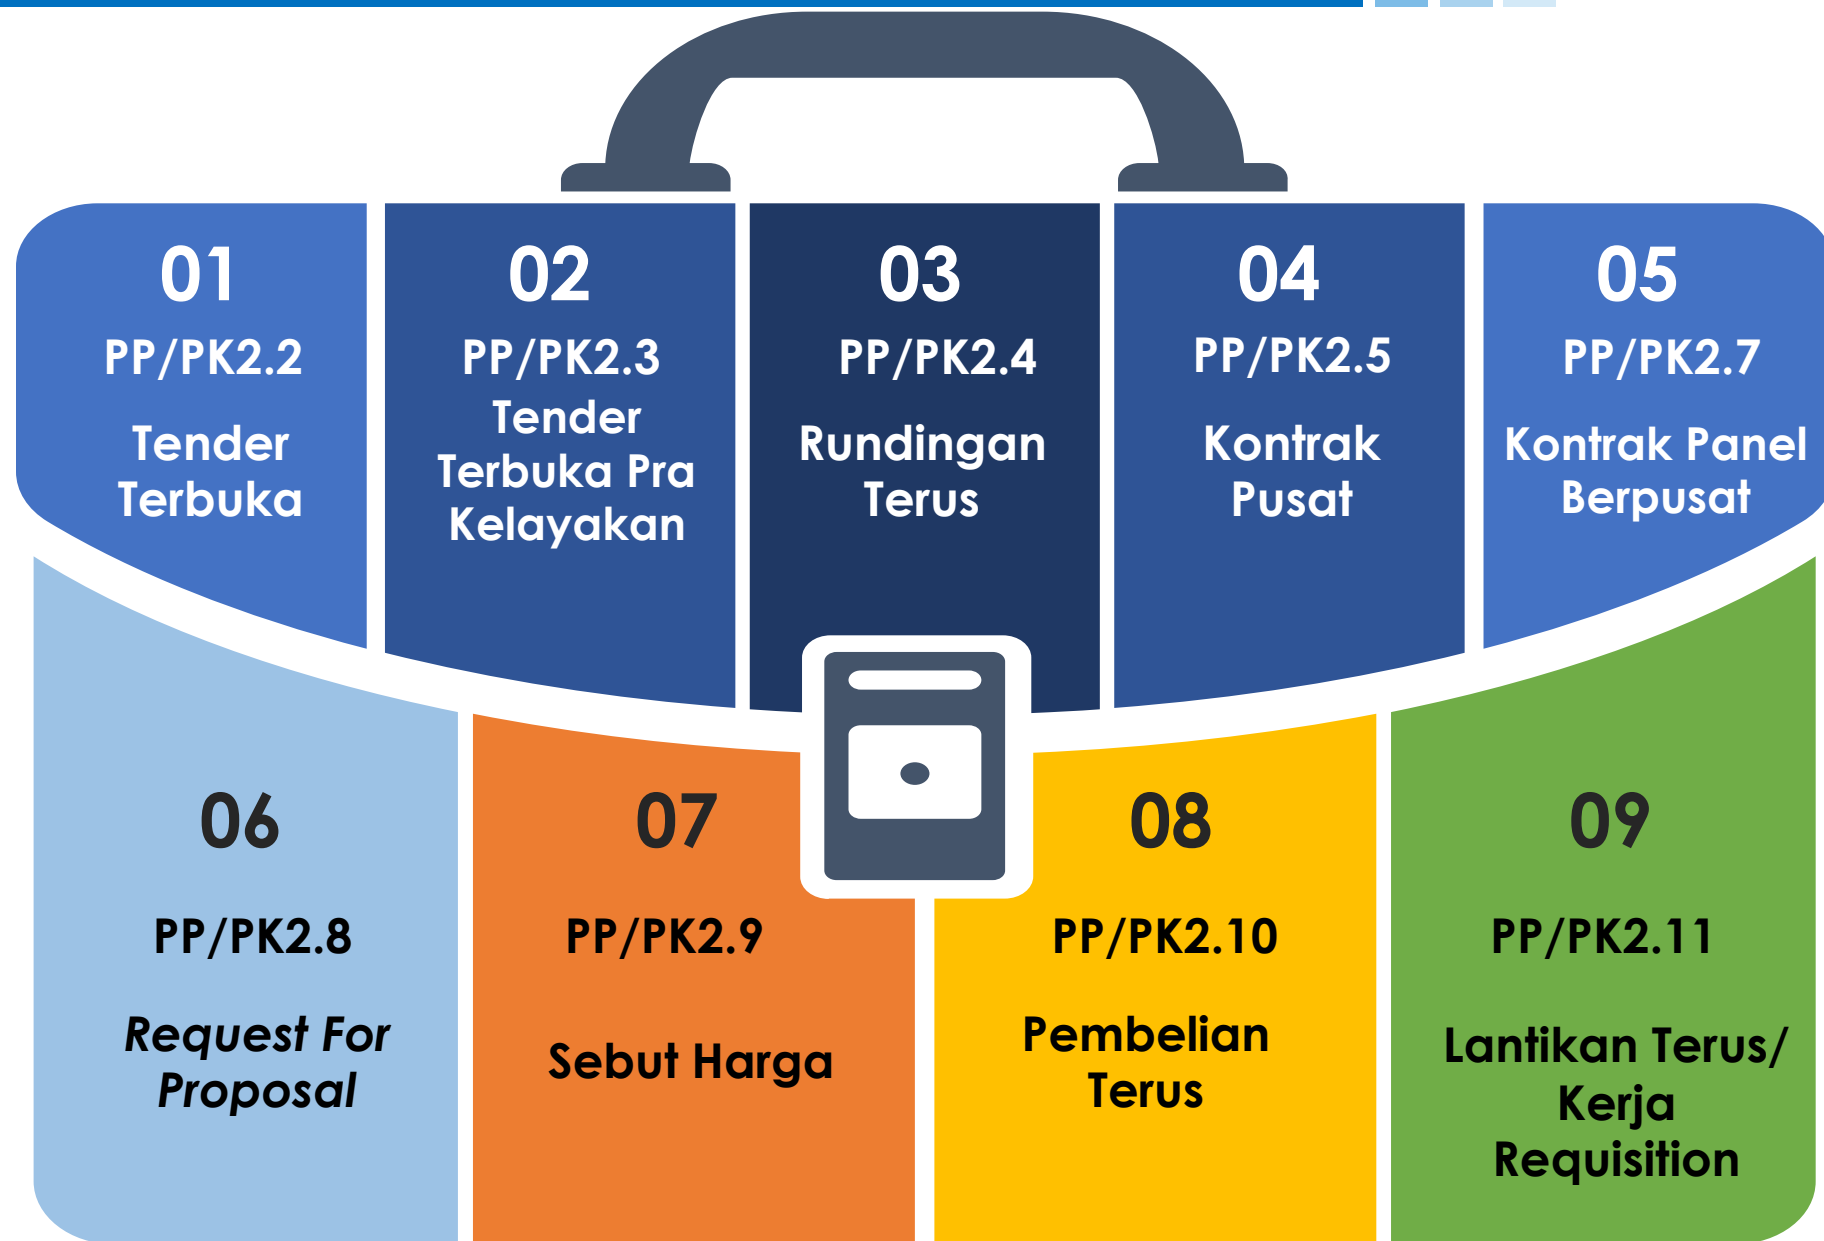 01
PP/PK2.2
Tender
Terbuka
02
PP/PK2.3
Tender
Terbuka Pra
Kelayakan
03
PP/PK2.4
Rundingan
Terus
04
PP/PK2.5
Kontrak
Pusat
05
PP/PK2.7
Kontrak Panel
Berpusat
06
PP/PK2.8
Request For
Proposal
07
PP/PK2.9
Sebut Harga
08
PP/PK2.10
Pembelian
Terus
09
PP/PK2.11
Lantikan Terus/
Kerja
Requisition